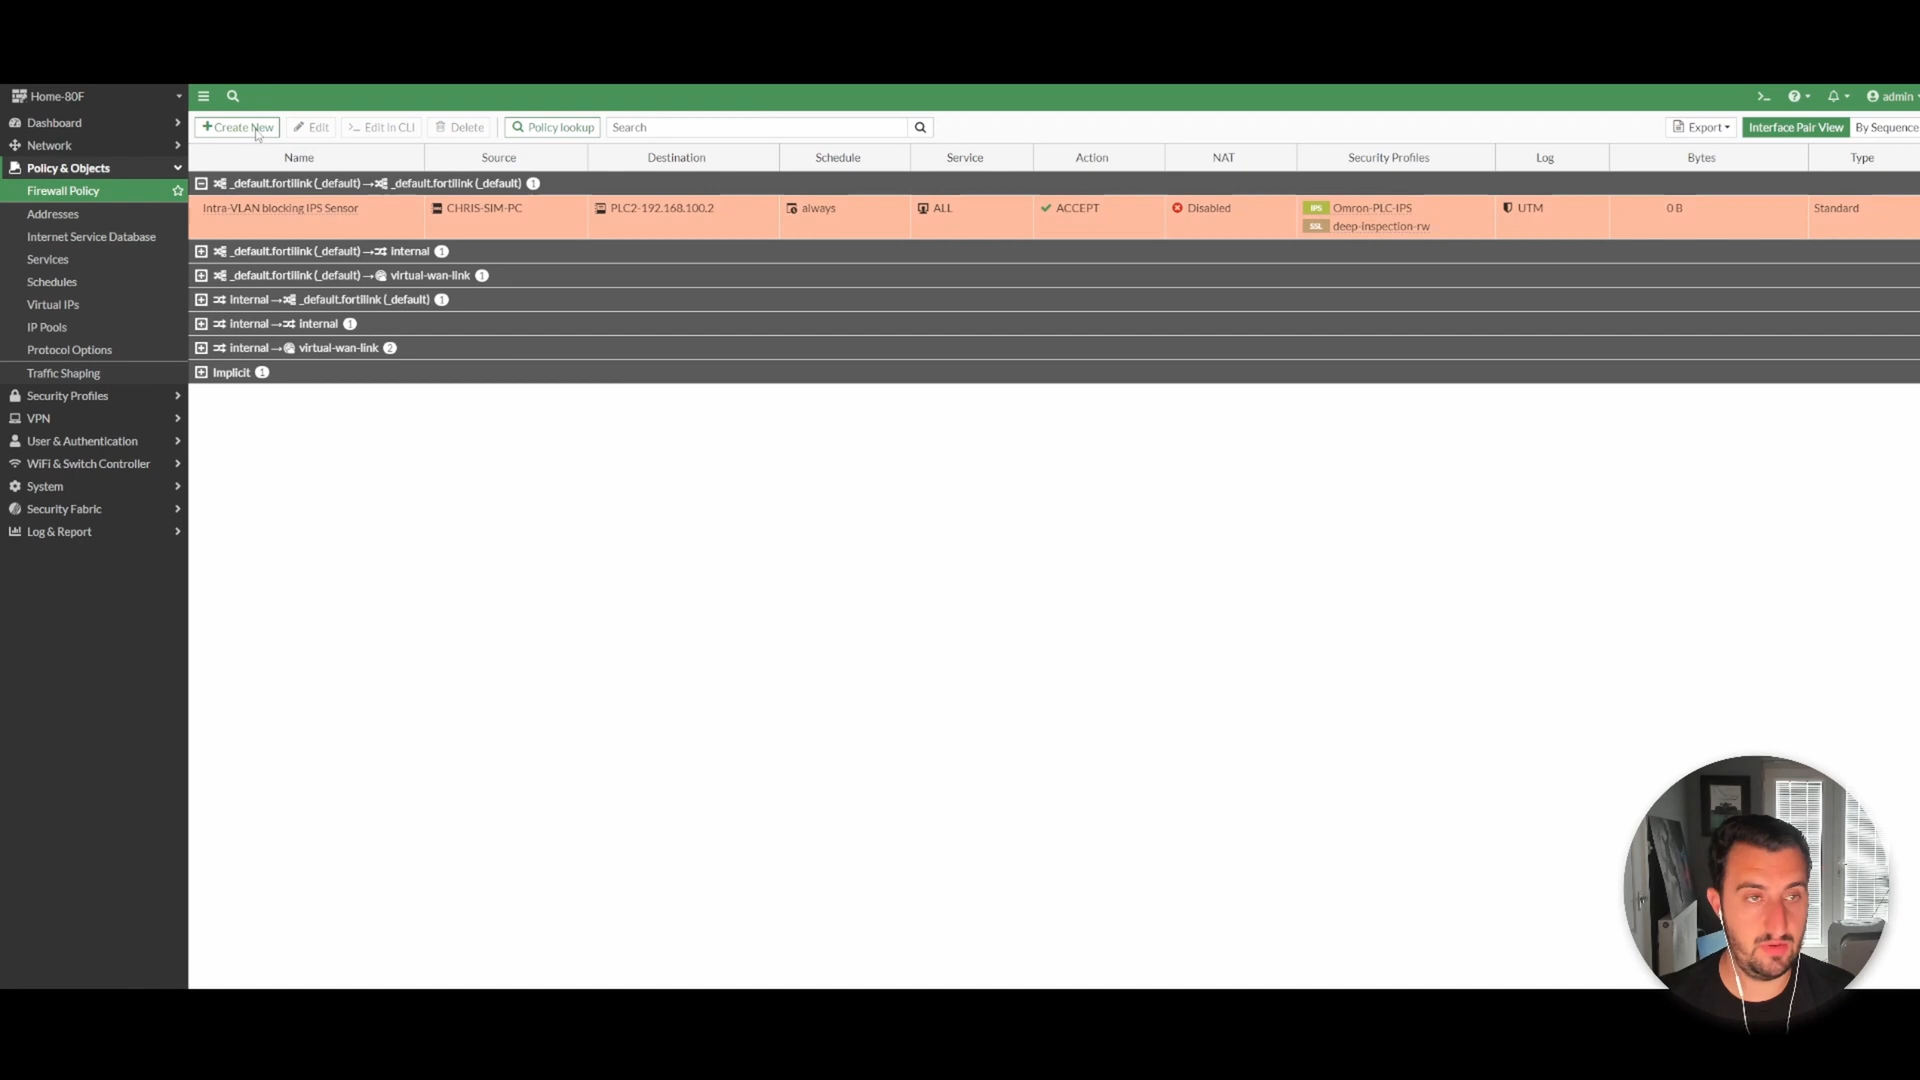 Home-80F
admin
Dashboard
Network
Policy & Objects
Firewall Policy
Addresses
Internet Service Database
Services
Schedules
Virtual IPs
IP Pools
Protocol Options
Traffic Shaping
Security Profiles
VPN
User & Authentication
WiFi & Switch Controller
System
Security Fabric
Log & Report
+Create New Edit >_ Edit in CLI Delete Policy lookup Search Export Interface Pair View By Sequence
Name Source Destination Schedule Service Action NAT Security Profiles Log Bytes Type
_default.fortilink (_default) → _default.fortilink (_default) 1
Intra-VLAN blocking IPS Sensor CHRIS-SIM-PC PLC2-192.168.100.2 always ALL ACCEPT Disabled IPS Omron-PLC-IPS UTM 0 B Standard
SSL deep-inspection-rw
_default.fortilink (_default) → internal 1
_default.fortilink (_default) → virtual-wan-link 1
internal → _default.fortilink (_default) 1
internal → internal 1
internal → virtual-wan-link 2
Implicit 1